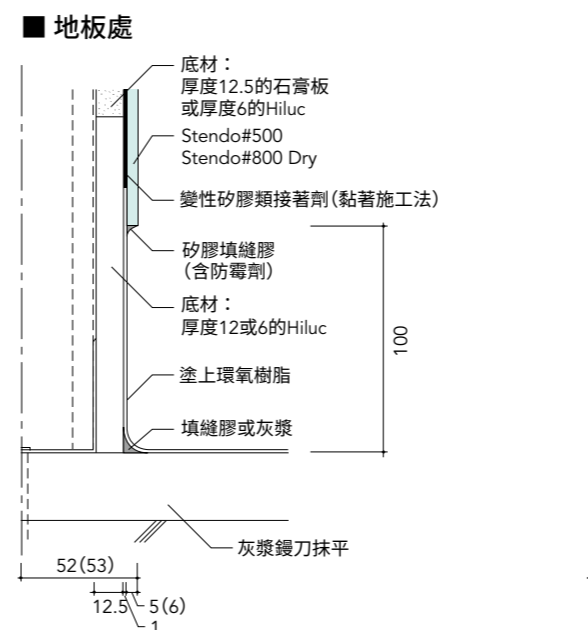 ■ 地板處
底材：
厚度12.5的石膏板
或厚度6的Hiluc
Stendo#500
Stendo#800 Dry
變性矽膠類接著劑（黏著施工法）
矽膠填縫膠
（含防霉劑）
底材：
厚度12或6的Hiluc
100
塗上環氧樹脂
填縫膠或灰漿
灰漿鏝刀抹平
52(53)
12.5
5(6)
1